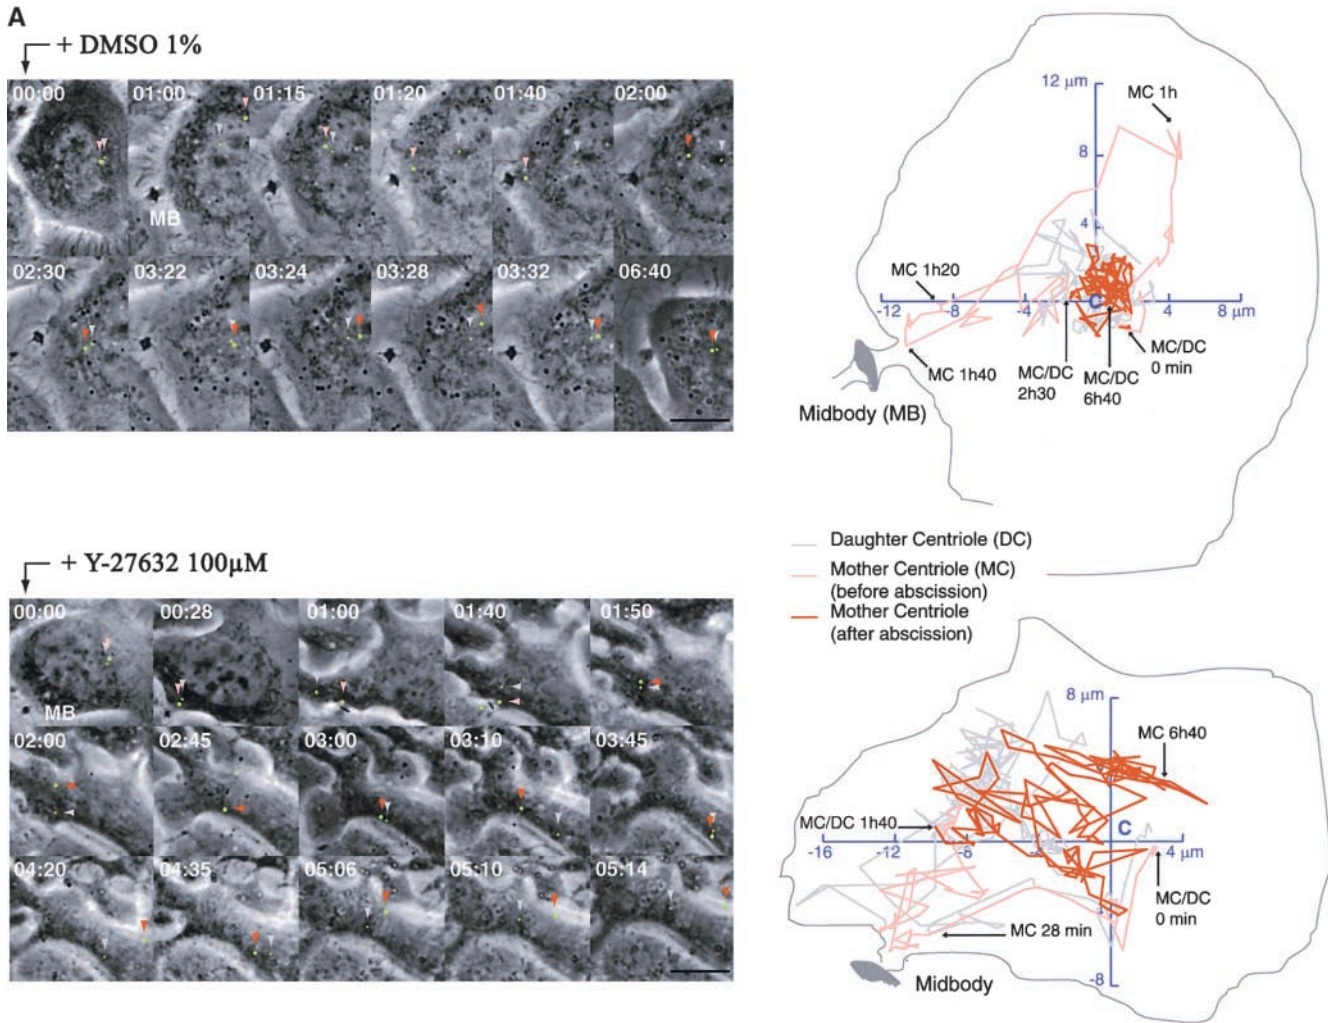 A
+ DMSO 1%
00:00 01:00 01:15 01:20 01:40 02:00
MB
02:30 03:22 03:24 03:28 03:32 06:40
12 μm
MC 1h
8
4
MC 1h20
C
-12 -8 -4 4 8 μm
MC 1h40
MC/DC
2h30
MC/DC
6h40
MC/DC
0 min
Midbody (MB)
Daughter Centriole (DC)
Mother Centriole (MC)
(before abscission)
Mother Centriole
(after abscission)
+ Y-27632 100μM
00:00 00:28 01:00 01:40 01:50
MB
02:00 02:45 03:00 03:10 03:45
04:20 04:35 05:06 05:10 05:14
8 μm
MC 6h40
MC/DC 1h40
C
-16 -12 -8 4 μm
MC/DC
0 min
MC 28 min
-8
Midbody